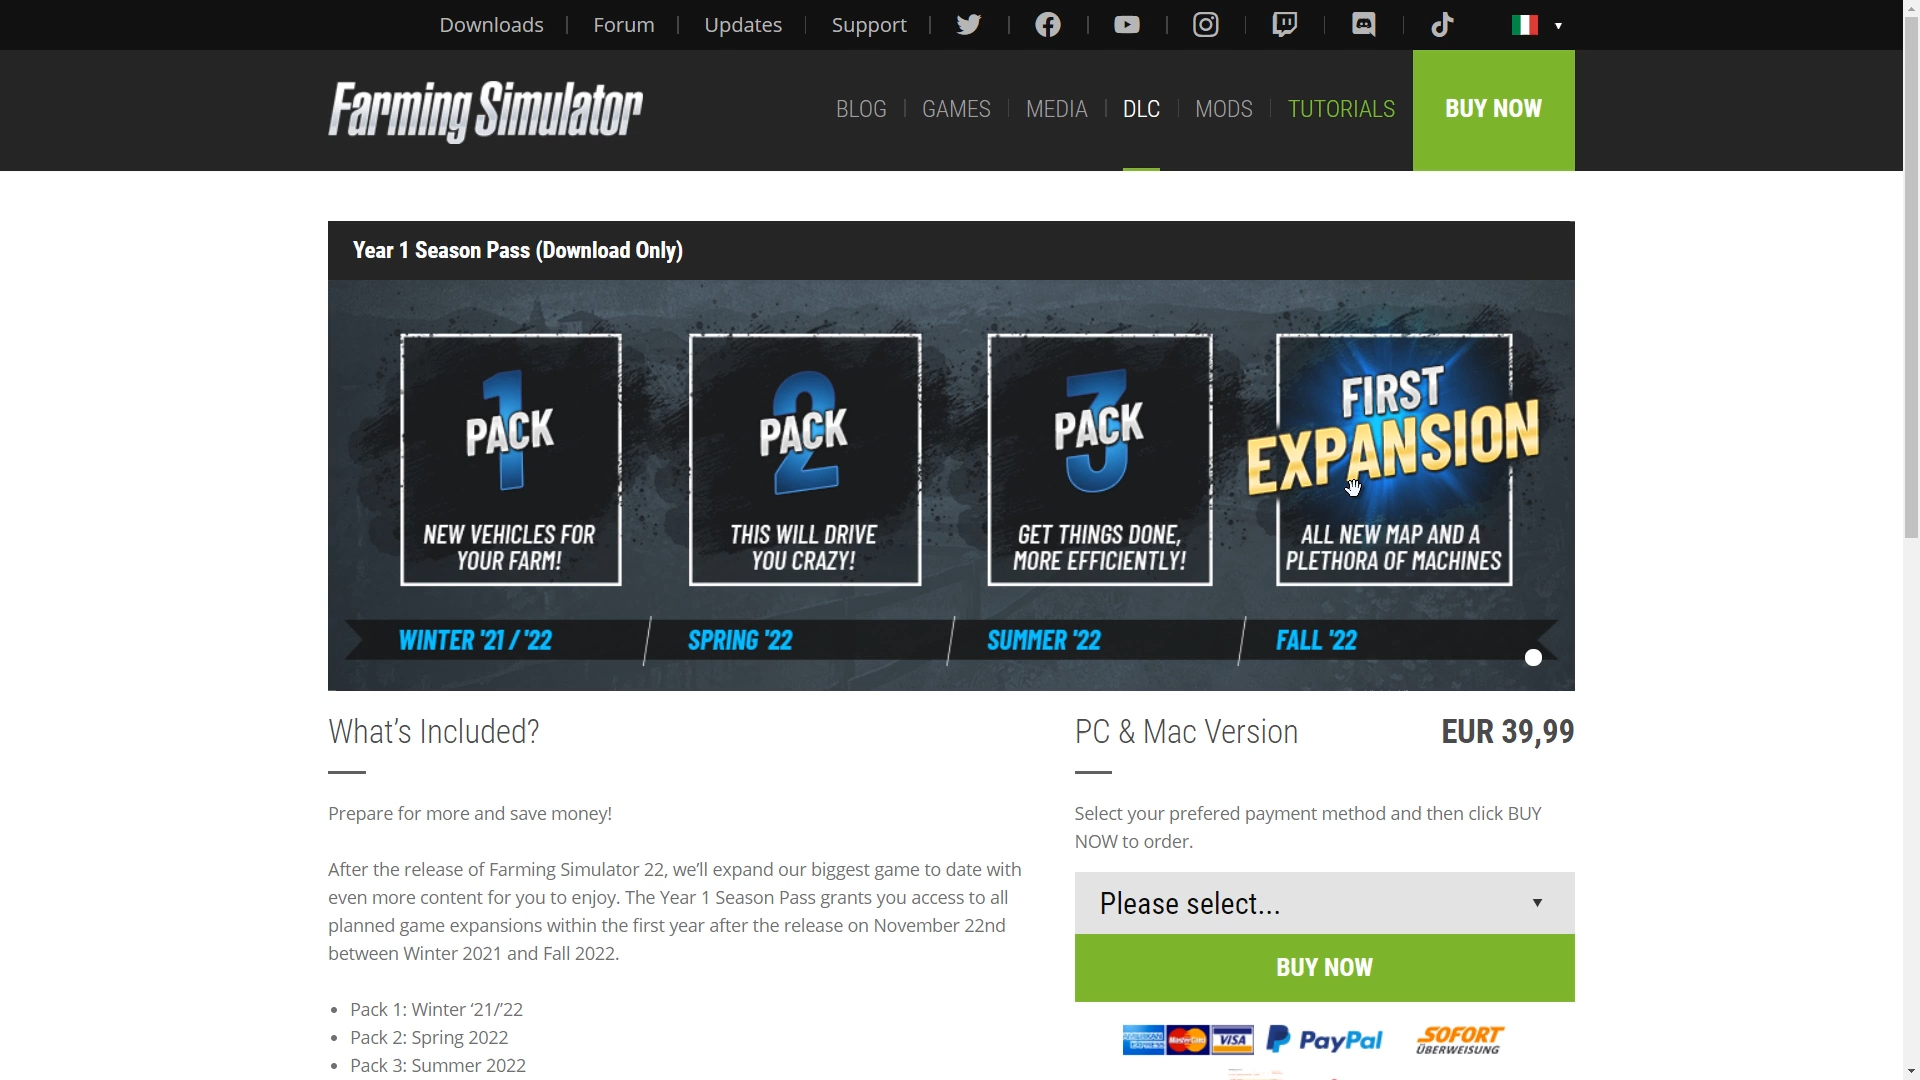 Downloads
Forum
Updates
Support
Farming Simulator
BLOG
GAMES
MEDIA
DLC
MODS
TUTORIALS
BUY NOW
Year 1 Season Pass (Download Only)
1
PACK
NEW VEHICLES FOR
YOUR FARM!
2
PACK
THIS WILL DRIVE
YOU CRAZY!
3
PACK
GET THINGS DONE,
MORE EFFICIENTLY!
FIRST
EXPANSION
ALL NEW MAP AND A
PLETHORA OF MACHINES
WINTER '21 / '22
SPRING '22
SUMMER '22
FALL '22
What’s Included?
Prepare for more and save money!
After the release of Farming Simulator 22, we’ll expand our biggest game to date with
even more content for you to enjoy. The Year 1 Season Pass grants you access to all
planned game expansions within the first year after the release on November 22nd
between Winter 2021 and Fall 2022.
Pack 1: Winter ‘21/’22
Pack 2: Spring 2022
Pack 3: Summer 2022
PC & Mac Version
EUR 39,99
Select your prefered payment method and then click BUY
NOW to order.
Please select...
BUY NOW
AMERICAN EXPRESS
MasterCard
VISA
PayPal
SOFORT
ÜBERWEISUNG